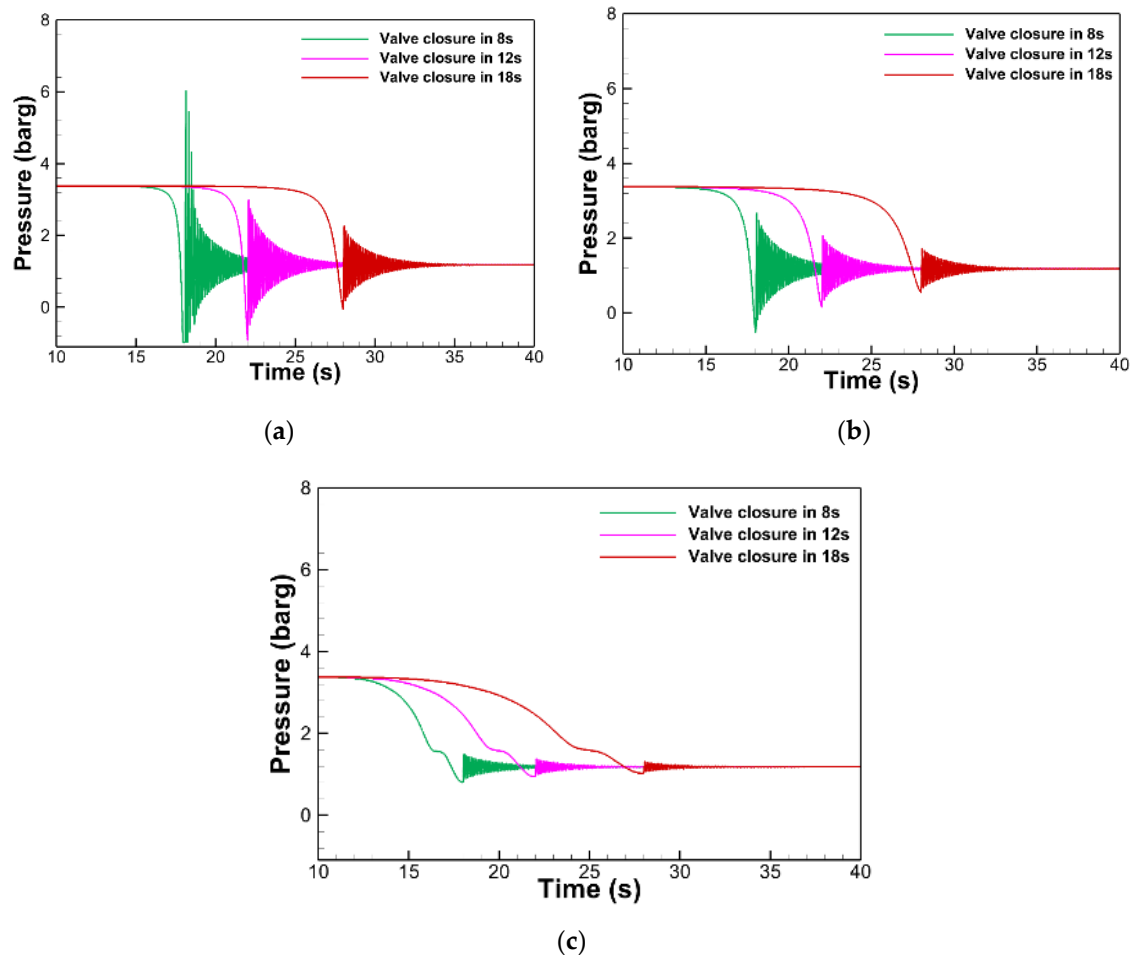 8
6
4
2
0
Pressure (barg)
Valve closure in 8s
Valve closure in 12s
Valve closure in 18s
10 15 20 25 30 35 40
Time (s)
(a)
8
6
4
2
0
Pressure (barg)
Valve closure in 8s
Valve closure in 12s
Valve closure in 18s
10 15 20 25 30 35 40
Time (s)
(b)
8
6
4
2
0
Pressure (barg)
Valve closure in 8s
Valve closure in 12s
Valve closure in 18s
10 15 20 25 30 35 40
Time (s)
(c)